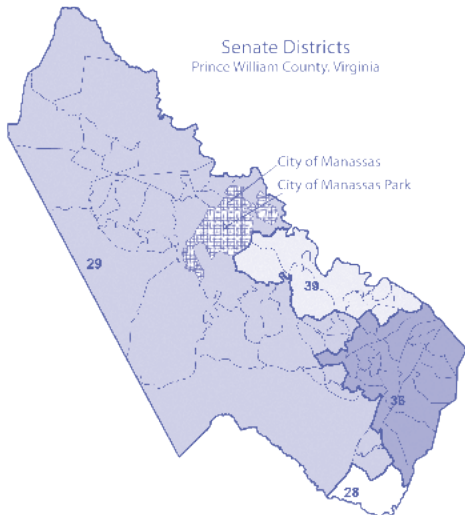 Senate Districts
Prince William County, Virginia
City of Manassas
City of Manassas Park
29
39
36
28